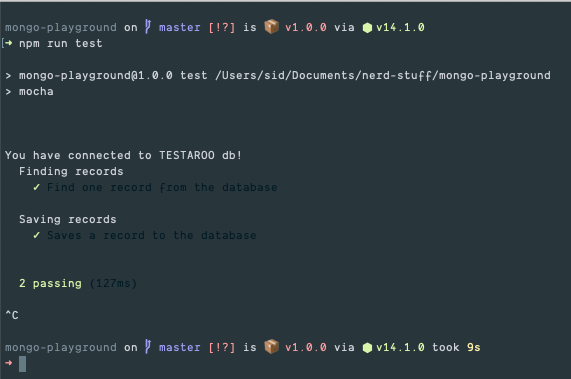 mongo-playground on master [!?] is 📦 v1.0.0 via ⬢ v14.1.0
[➜ npm run test
> mongo-playground@1.0.0 test /Users/sid/Documents/nerd-stuff/mongo-playground
> mocha
You have connected to TESTAROO db!
Finding records
✓ Find one record from the database
Saving records
✓ Saves a record to the database
2 passing (127ms)
^C
mongo-playground on master [!?] is 📦 v1.0.0 via ⬢ v14.1.0 took 9s
➜